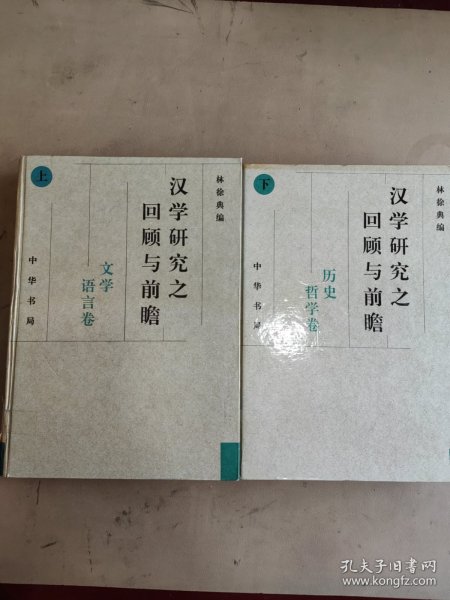 上
林徐典编
汉学研究之
回顾与前瞻
文学
语言卷
中华书局
下
林徐典编
汉学研究之
回顾与前瞻
历史
哲学卷
中华书局
孔夫子旧书网
www.kongfz.com